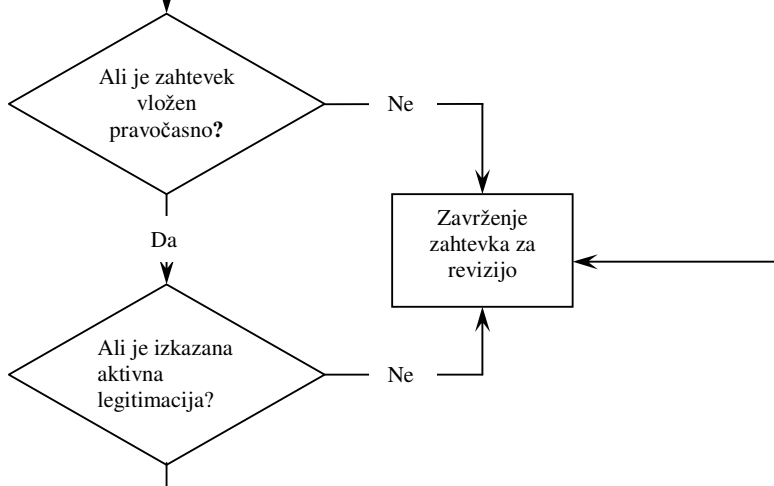 Ali je zahtevek
vložen
pravočasno?
Ne
Zavrženje
zahtevka za
revizijo
Da
Ali je izkazana
aktivna
legitimacija?
Ne